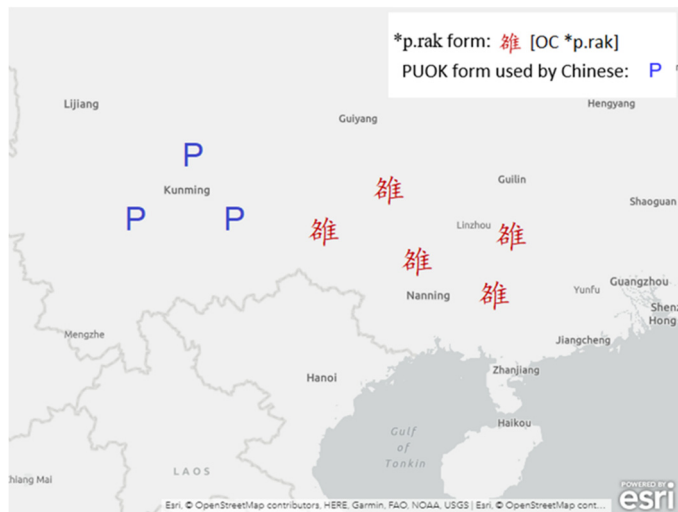 *p.rak form: 雒 [OC *p.rak]
PUOK form used by Chinese: P
Lijiang
Hengyang
Guiyang
P
Kunming
雒
Guilin
Shaoguan
P
P
雒
Linzhou
雒
雒
Nanning
雒
Yunfu
Guangzhou
Shenz
Hong
Mengzhe
Jiangcheng
Hanoi
Zhanjiang
Haikou
Gulf
of
Tonkin
LAOS
hiang Mai
POWERED BY
esri
Esri, © OpenStreetMap contributors, HERE, Garmin, FAO, NOAA, USGS | Esri, © OpenStreetMap cont...